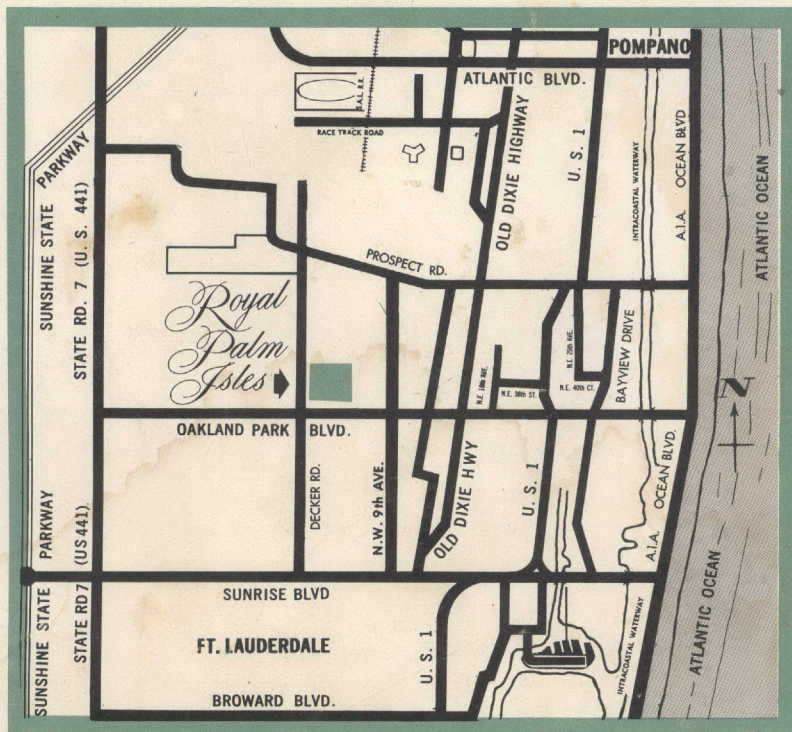 POMPANO
ATLANTIC BLVD.
S.A.L. R.R.
RACE TRACK ROAD
SUNSHINE STATE PARKWAY
STATE RD. 7 (U. S. 441)
OLD DIXIE HIGHWAY
U. S. 1
INTRACOASTAL WATERWAY
A.I.A. OCEAN BLVD
ATLANTIC OCEAN
PROSPECT RD.
Royal
Palm
Isles
N.E. 18th AVE.
N.E. 38th ST.
N.E. 25th AVE.
N.E. 40th CT.
BAYVIEW DRIVE
N
OAKLAND PARK BLVD.
DECKER RD.
N.W. 9th AVE.
OLD DIXIE HWY
U. S. 1
A.I.A. OCEAN BLVD.
SUNSHINE STATE PARKWAY
STATE RD 7 (US 441)
SUNRISE BLVD
FT. LAUDERDALE
U. S. 1
BROWARD BLVD.
INTRACOASTAL WATERWAY
ATLANTIC OCEAN